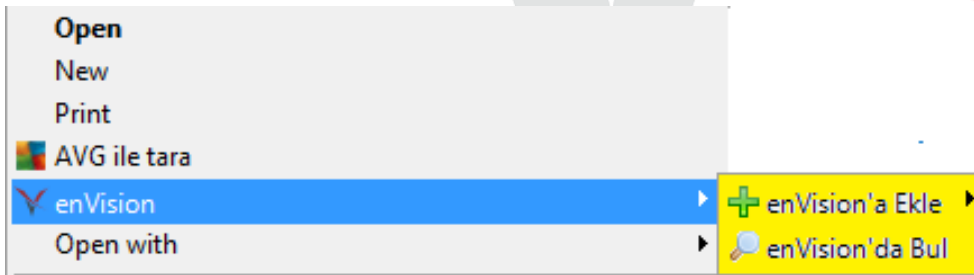 Open
New
Print
AVG ile tara
enVision
enVision'a Ekle
Open with
enVision'da Bul